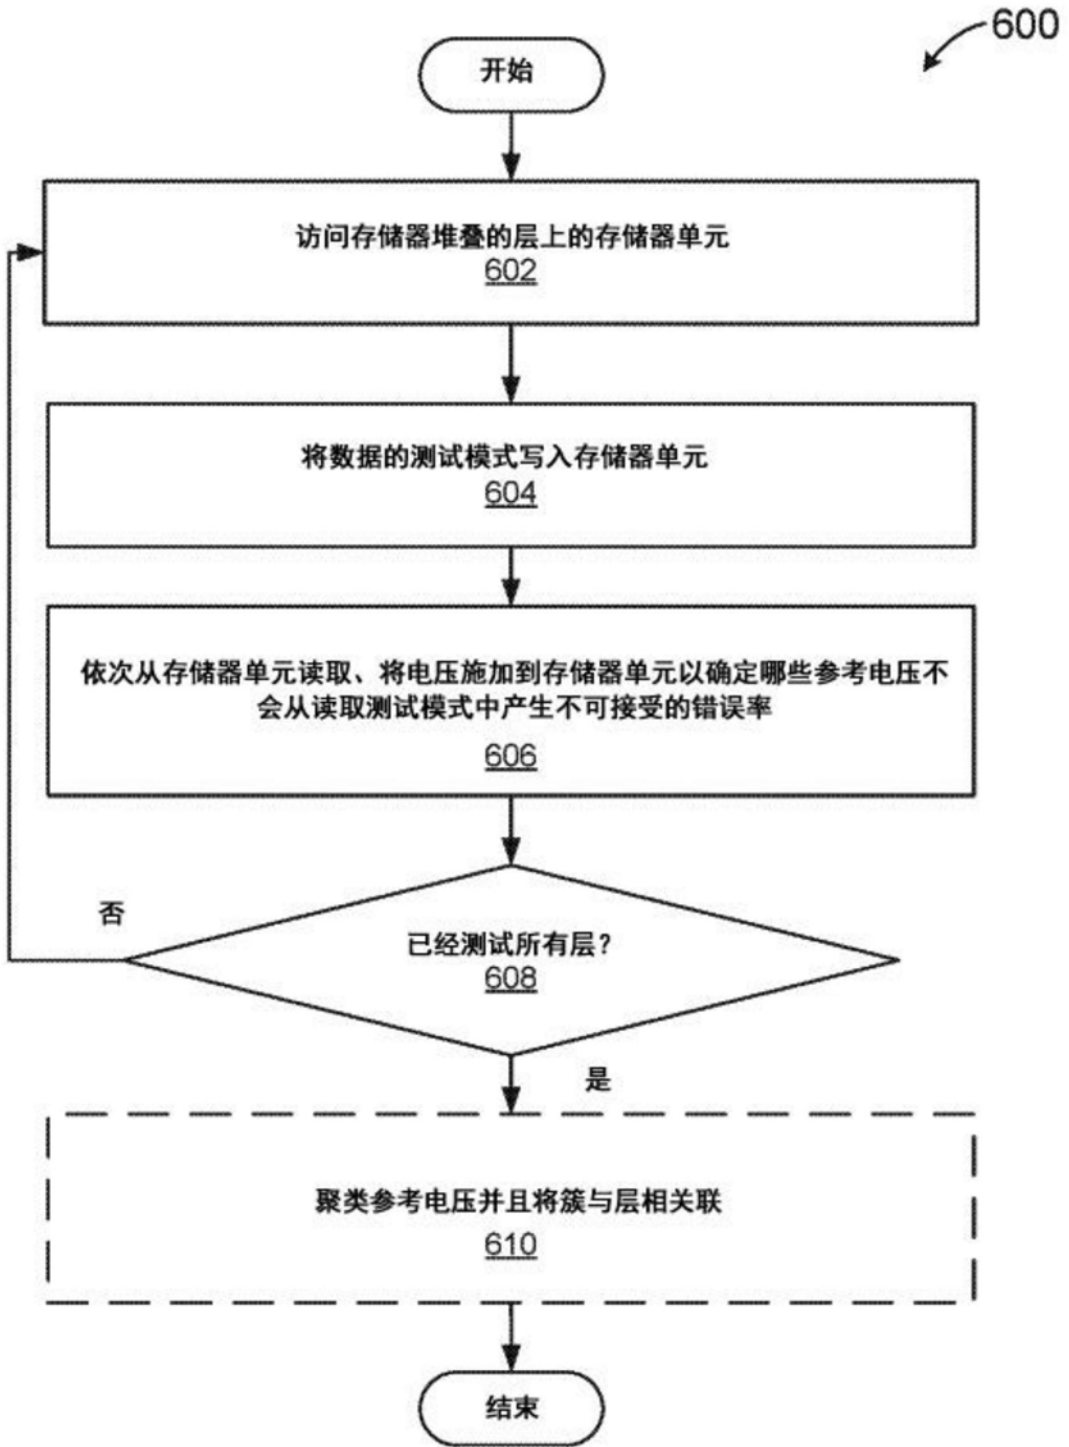 600
开始
访问存储器堆叠的层上的存储器单元
602
将数据的测试模式写入存储器单元
604
依次从存储器单元读取、将电压施加到存储器单元以确定哪些参考电压不
会从读取测试模式中产生不可接受的错误率
606
否
已经测试所有层?
608
是
聚类参考电压并且将簇与层相关联
610
结束